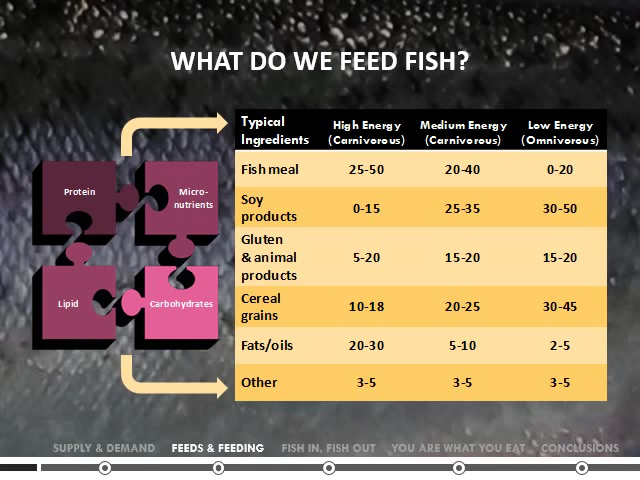 WHAT DO WE FEED FISH?
Typical
Ingredients
High Energy
(Carnivorous)
Medium Energy
(Carnivorous)
Low Energy
(Omnivorous)
Fish meal 25-50 20-40 0-20
Soy
products
0-15 25-35 30-50
Gluten
& animal
products
5-20 15-20 15-20
Cereal
grains
10-18 20-25 30-45
Fats/oils 20-30 5-10 2-5
Other 3-5 3-5 3-5
Protein
Micro-
nutrients
Lipid
Carbohydrates
SUPPLY & DEMAND FEEDS & FEEDING FISH IN, FISH OUT YOU ARE WHAT YOU EAT CONCLUSIONS